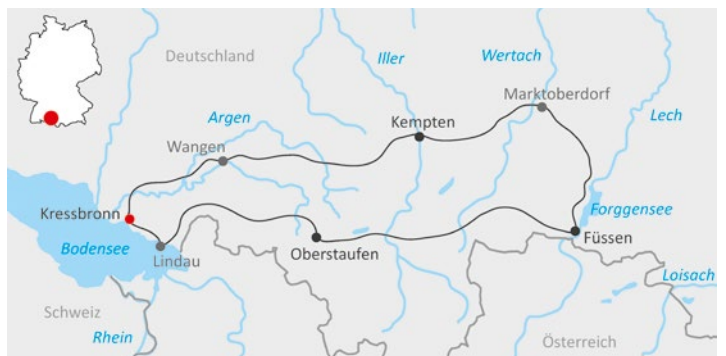 Deutschland
Iller
Wertach
Marktoberdorf
Argen
Kempten
Lech
Wangen
Kressbronn
Forggensee
Füssen
Bodensee
Lindau
Oberstaufen
Loisach
Schweiz
Rhein
Österreich